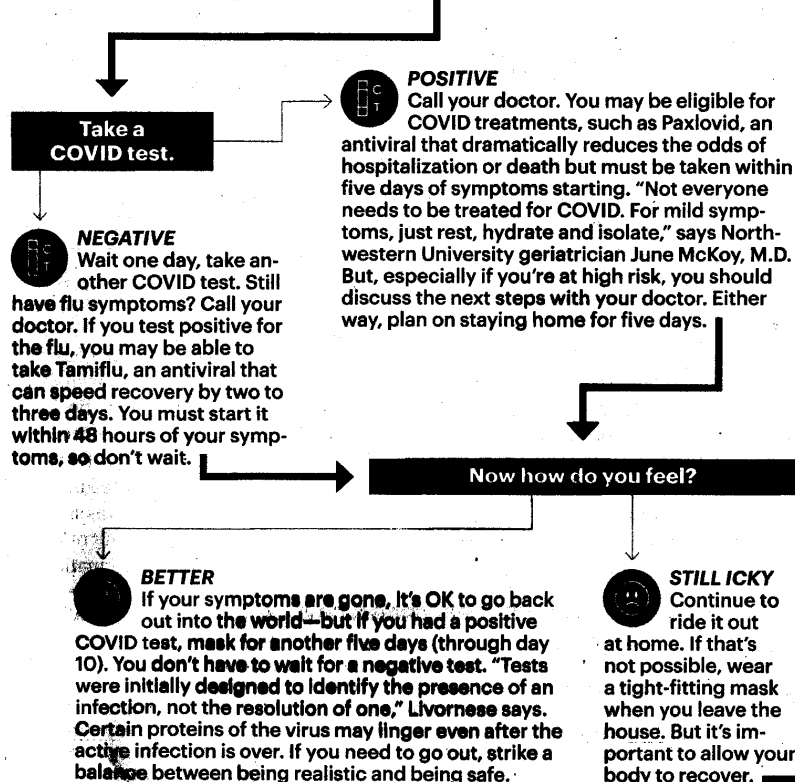 Take a
COVID test.
C
T
POSITIVE
Call your doctor. You may be eligible for
COVID treatments, such as Paxlovid, an
antiviral that dramatically reduces the odds of
hospitalization or death but must be taken within
five days of symptoms starting. "Not everyone
needs to be treated for COVID. For mild symp-
toms, just rest, hydrate and isolate," says North-
western University geriatrician June McKoy, M.D.
But, especially if you're at high risk, you should
discuss the next steps with your doctor. Either
way, plan on staying home for five days.
C
T
NEGATIVE
Wait one day, take an-
other COVID test. Still
have flu symptoms? Call your
doctor. If you test positive for
the flu, you may be able to
take Tamiflu, an antiviral that
can speed recovery by two to
three days. You must start it
within 48 hours of your symp-
toms, so don't wait.
Now how do you feel?
BETTER
If your symptoms are gone, it's OK to go back
out into the world—but if you had a positive
COVID test, mask for another five days (through day
10). You don't have to wait for a negative test. "Tests
were initially designed to identify the presence of an
infection, not the resolution of one," Livornese says.
Certain proteins of the virus may linger even after the
active infection is over. If you need to go out, strike a
balance between being realistic and being safe.
STILL ICKY
Continue to
ride it out
at home. If that's
not possible, wear
a tight-fitting mask
when you leave the
house. But it's im-
portant to allow your
body to recover.